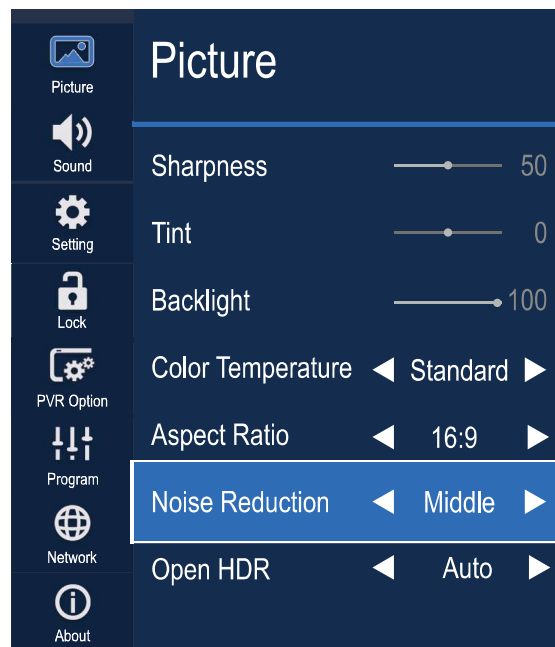 Picture
Sound
Setting
Lock
PVR Option
Program
Network
About
Picture
Sharpness 50
Tint 0
Backlight 100
Color Temperature Standard
Aspect Ratio 16:9
Noise Reduction Middle
Open HDR Auto